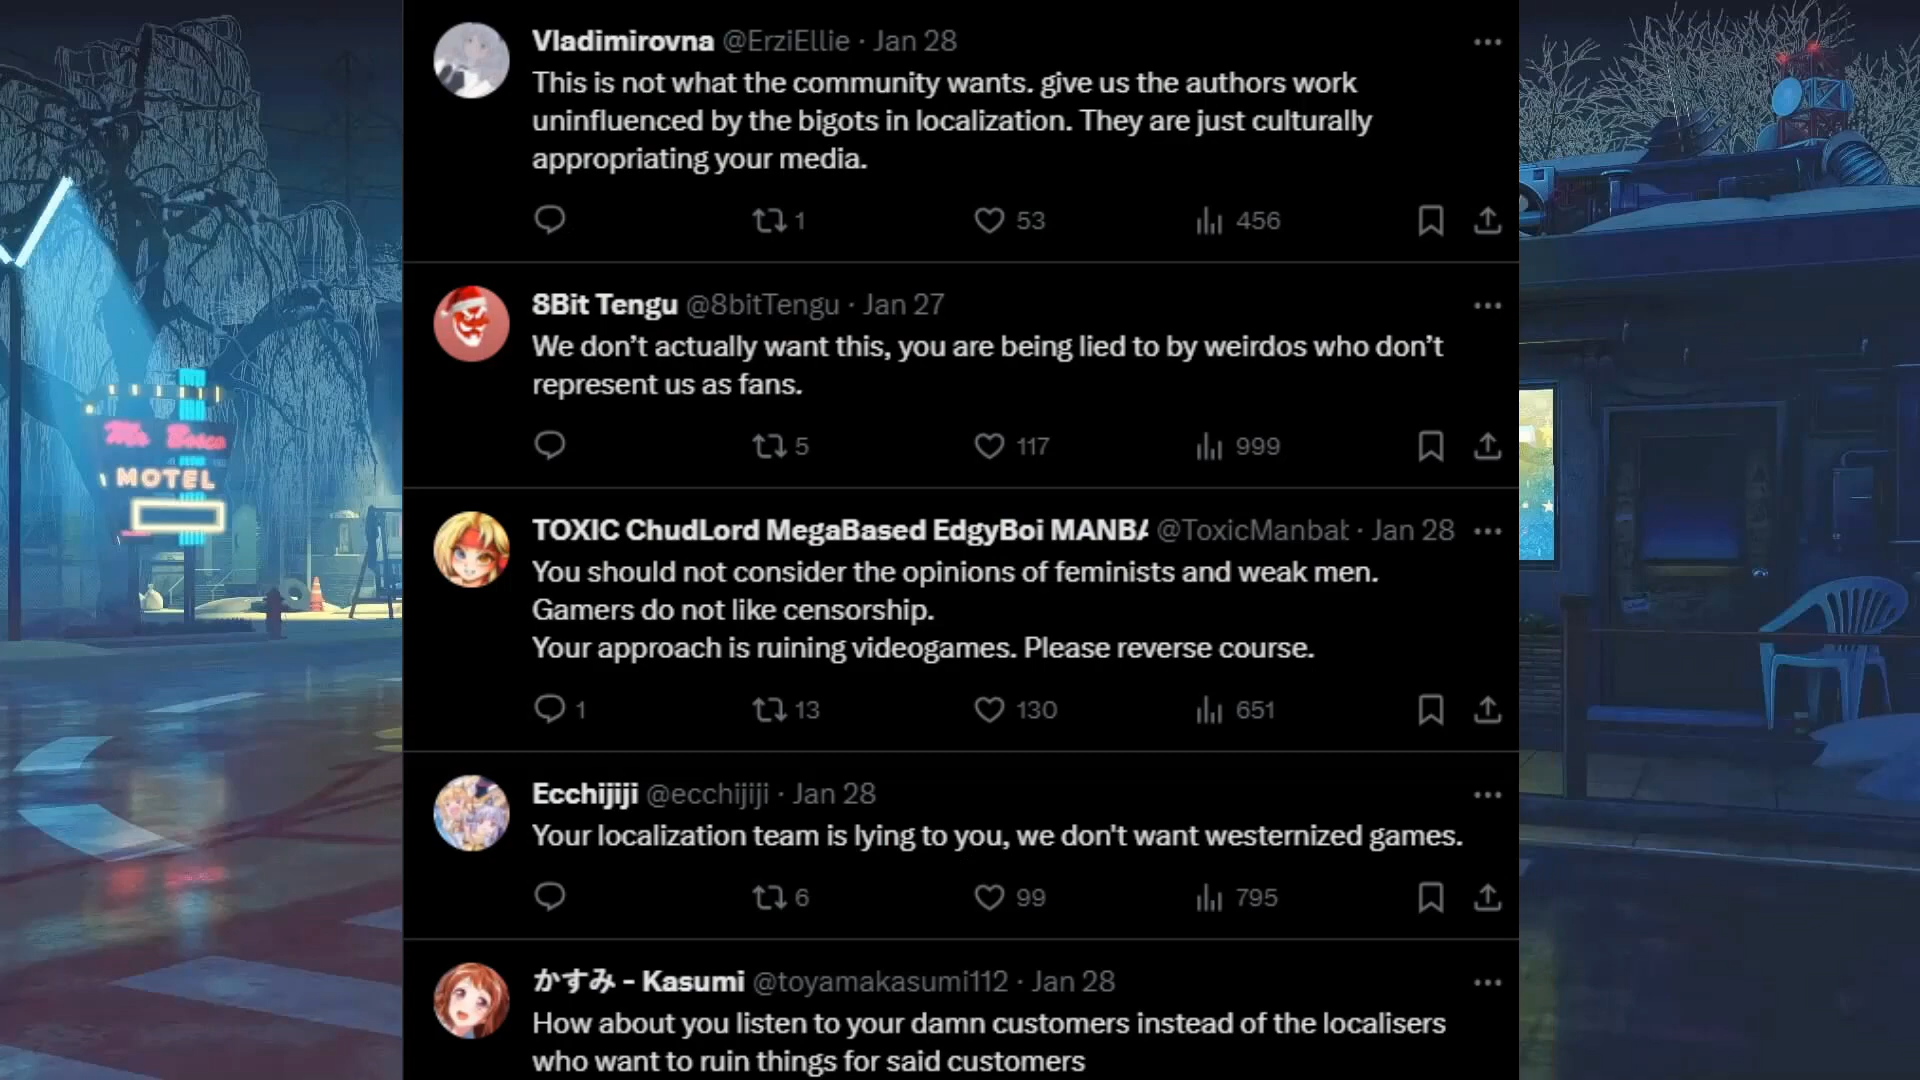 Vladimirovna @ErziEllie · Jan 28
This is not what the community wants. give us the authors work
uninfluenced by the bigots in localization. They are just culturally
appropriating your media.
1 53 456
8Bit Tengu @8bitTengu · Jan 27
We don’t actually want this, you are being lied to by weirdos who don’t
represent us as fans.
5 117 999
TOXIC ChudLord MegaBased EdgyBoi MANBA @ToxicManbat · Jan 28
You should not consider the opinions of feminists and weak men.
Gamers do not like censorship.
Your approach is ruining videogames. Please reverse course.
1 13 130 651
Ecchijiji @ecchijiji · Jan 28
Your localization team is lying to you, we don't want westernized games.
6 99 795
かすみ - Kasumi @toyamakasumi112 · Jan 28
How about you listen to your damn customers instead of the localisers
who want to ruin things for said customers
Mr Bosco
MOTEL